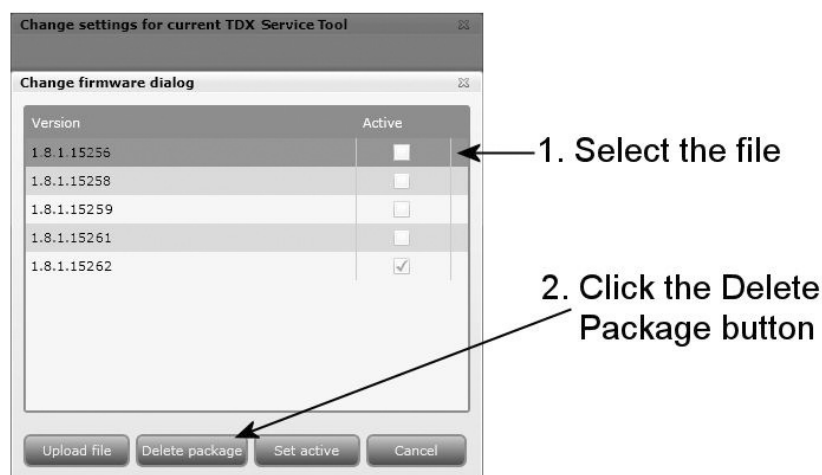 Change settings for current TDX Service Tool
Change firmware dialog
Version Active
1.8.1.15256
1. Select the file
1.8.1.15258
1.8.1.15259
1.8.1.15261
1.8.1.15262
2. Click the Delete
Package button
Upload file Delete package Set active Cancel